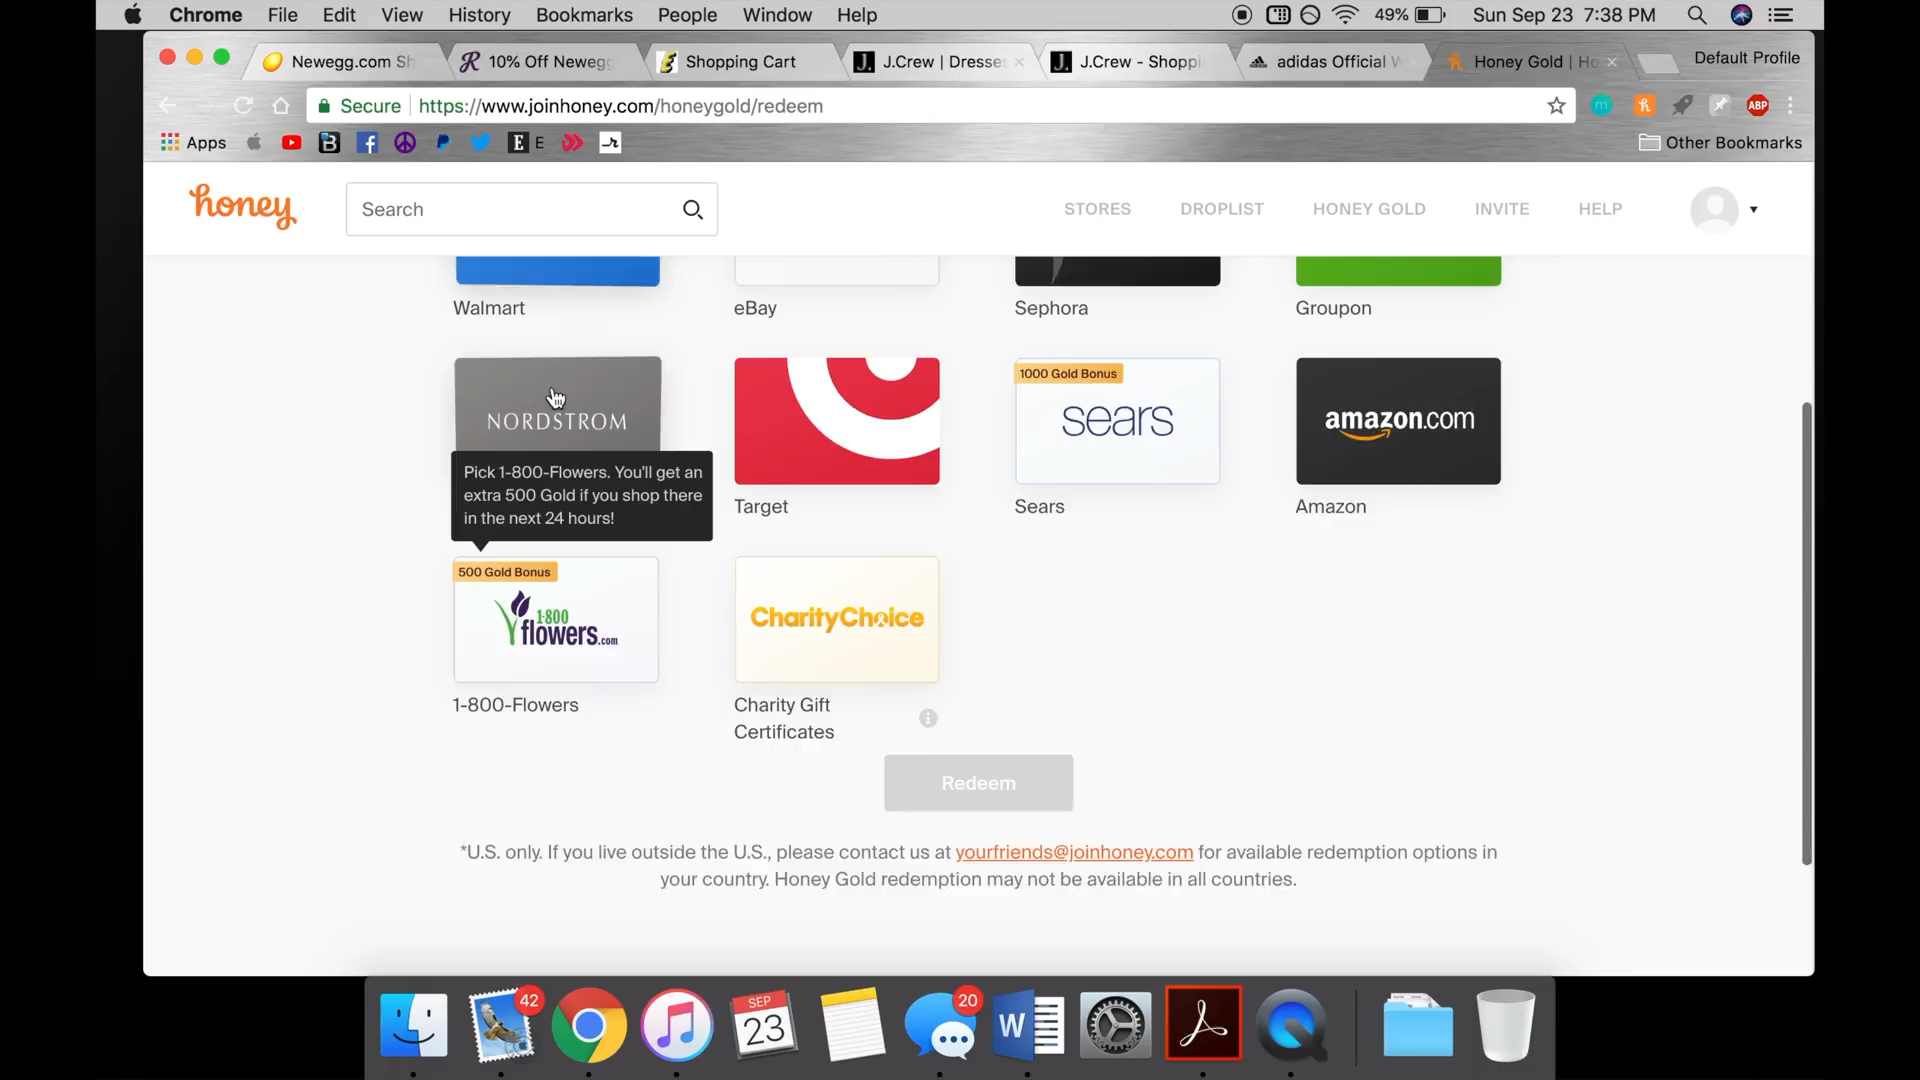 Chrome File Edit View History Bookmarks People Window Help 49% Sun Sep 23 7:38 PM
Newegg.com Sh 10% Off Newegg Shopping Cart J.Crew | Dresses J.Crew - Shoppi adidas Official W Honey Gold | Ho Default Profile
Secure https://www.joinhoney.com/honeygold/redeem ABP
Apps E Other Bookmarks
honey Search STORES DROPLIST HONEY GOLD INVITE HELP
Walmart eBay Sephora Groupon
NORDSTROM
1000 Gold Bonus
sears
amazon.com
Pick 1-800-Flowers. You'll get an
extra 500 Gold if you shop there
in the next 24 hours!
Target Sears Amazon
500 Gold Bonus
1·800
flowers.com
CharityChoice
1-800-Flowers
Charity Gift
Certificates
Redeem
*U.S. only. If you live outside the U.S., please contact us at yourfriends@joinhoney.com for available redemption options in
your country. Honey Gold redemption may not be available in all countries.
42
SEP
23
20
W